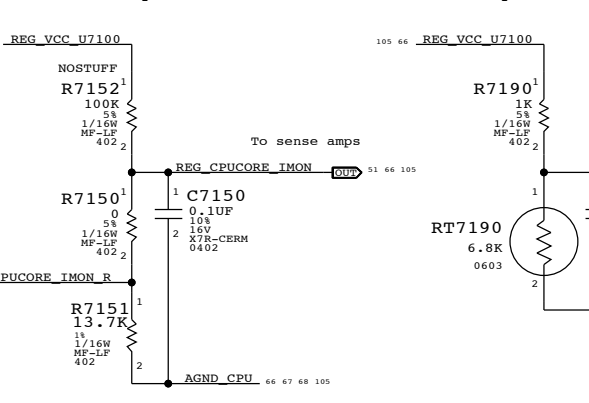 REG_VCC_U7100
NOSTUFF
R7152
1
100K
5%
1/16W
MF-LF
402
2
To sense amps
REG_CPUCORE_IMON
OUT
51 66 105
R7150
1
0
5%
1/16W
MF-LF
402
2
1
C7150
0.1UF
10%
16V
X7R-CERM
0402
2
PUCORE_IMON_R
R7151
1
13.7K
1%
1/16W
MF-LF
402
2
AGND_CPU
66 67 68 105
105 66
REG_VCC_U7100
R7190
1
1K
5%
1/16W
MF-LF
402
2
1
RT7190
6.8K
0603
2